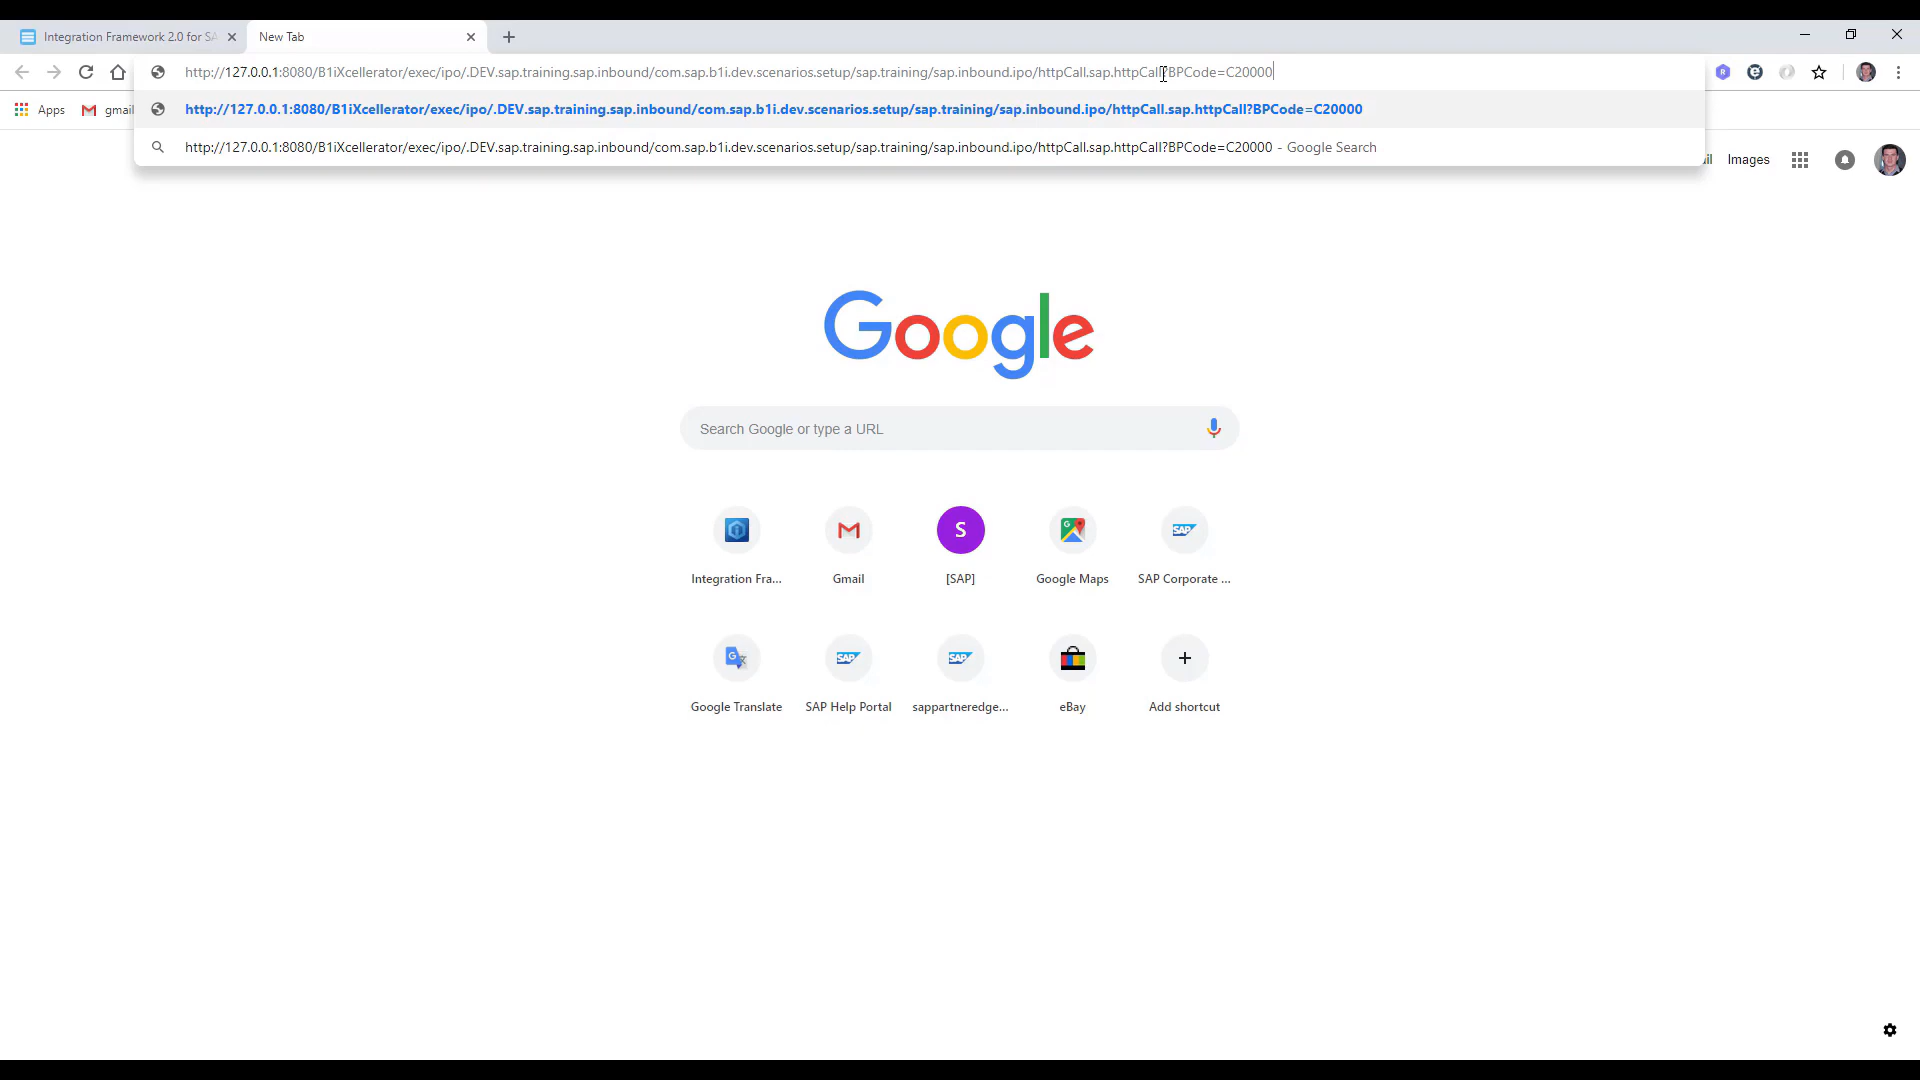 Integration Framework 2.0 for SA
New Tab
http://127.0.0.1:8080/B1iXcellerator/exec/ipo/.DEV.sap.training.sap.inbound/com.sap.b1i.dev.scenarios.setup/sap.training/sap.inbound.ipo/httpCall.sap.httpCall?BPCode=C20000
http://127.0.0.1:8080/B1iXcellerator/exec/ipo/.DEV.sap.training.sap.inbound/com.sap.b1i.dev.scenarios.setup/sap.training/sap.inbound.ipo/httpCall.sap.httpCall?BPCode=C20000
Apps
gmai
http://127.0.0.1:8080/B1iXcellerator/exec/ipo/.DEV.sap.training.sap.inbound/com.sap.b1i.dev.scenarios.setup/sap.training/sap.inbound.ipo/httpCall.sap.httpCall?BPCode=C20000 - Google Search
il Images
Google
Search Google or type a URL
S
SAP
Integration Fra...
Gmail
[SAP]
Google Maps
SAP Corporate ...
SAP
SAP
Google Translate
SAP Help Portal
sappartneredge...
eBay
Add shortcut